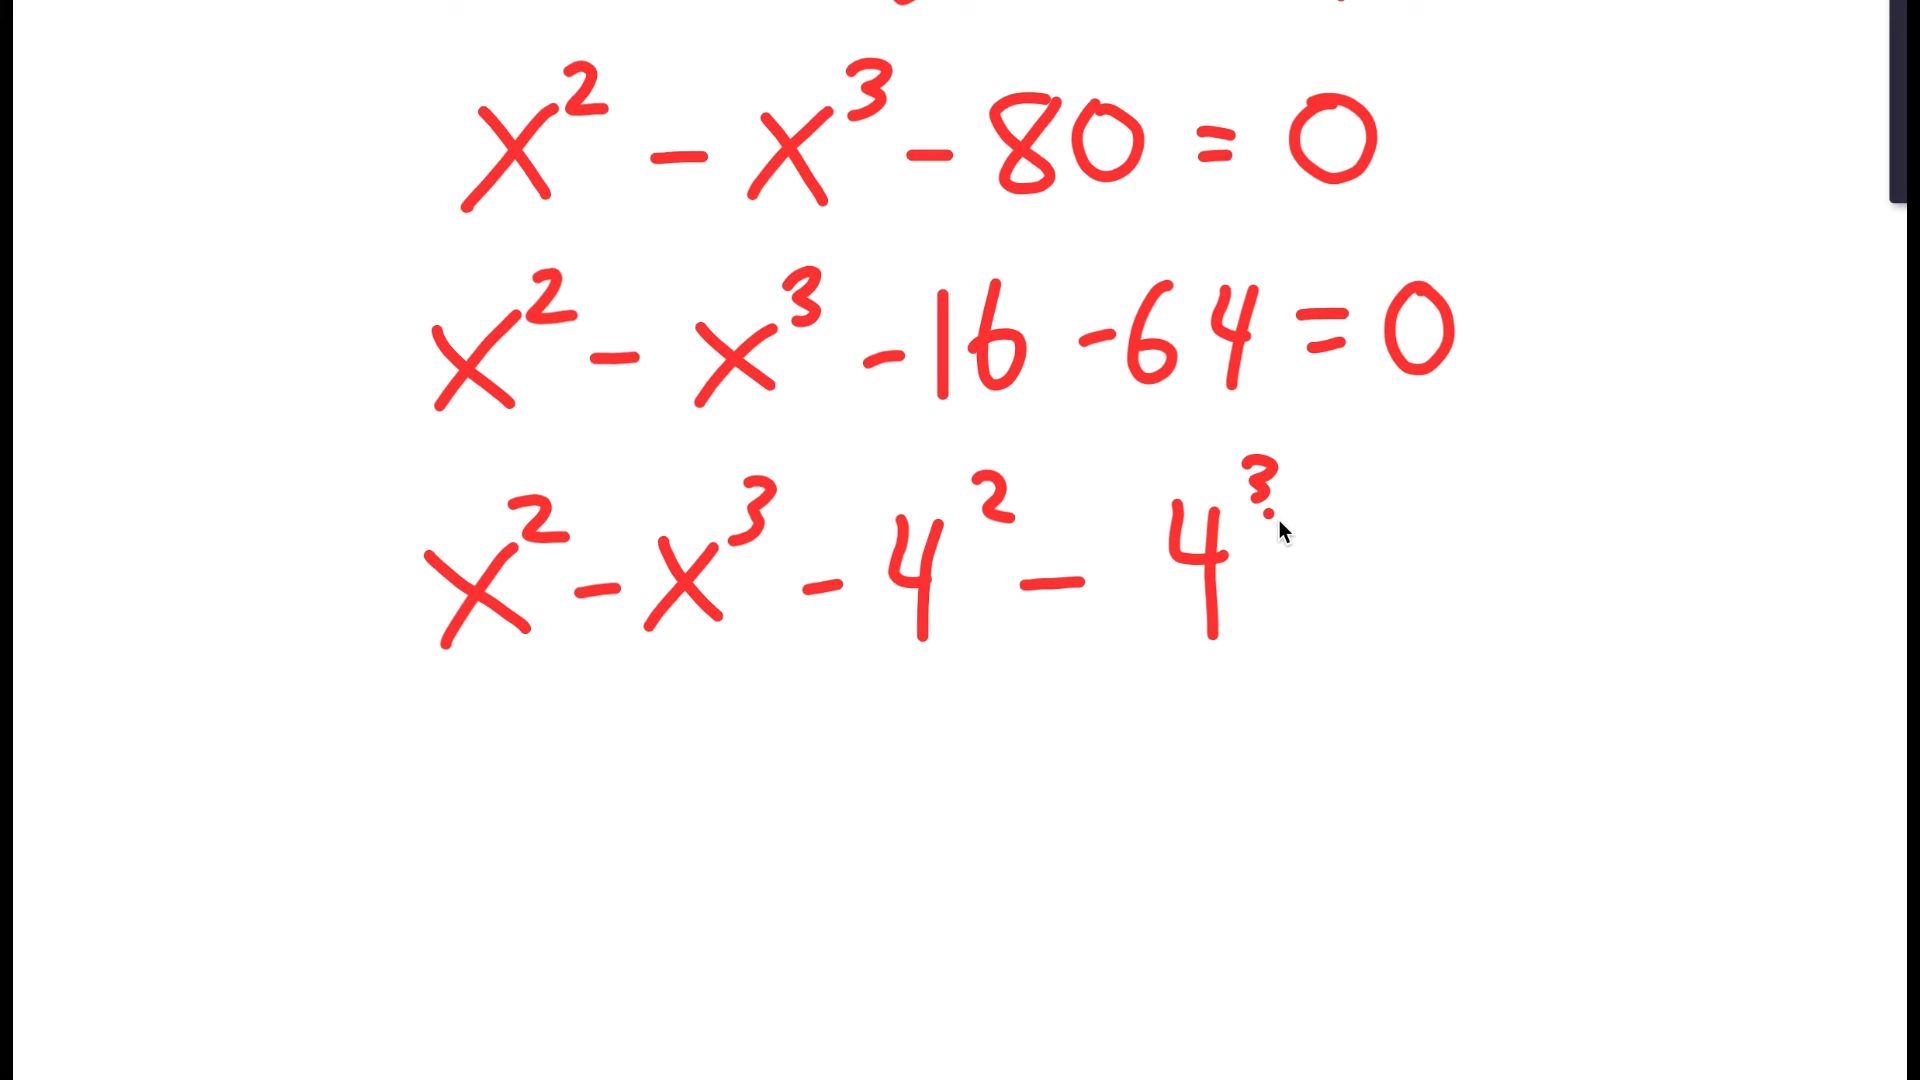 x² - x³ - 80 = 0
x² - x³ - 16 - 64 = 0
x² - x³ - 4² - 4³